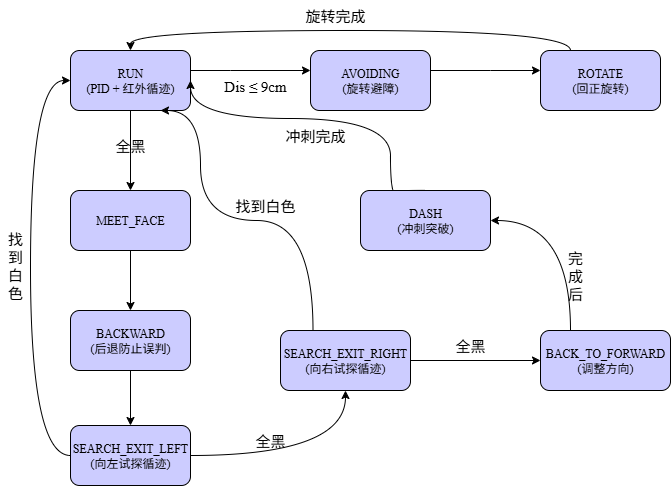 旋转完成
RUN
(PID + 红外循迹)
Dis ≤ 9cm
AVOIDING
(旋转避障)
ROTATE
(回正旋转)
全黑
冲刺完成
MEET_FACE
找到白色
DASH
(冲刺突破)
找到白色
完成后
BACKWARD
(后退防止误判)
SEARCH_EXIT_RIGHT
(向右试探循迹)
全黑
BACK_TO_FORWARD
(调整方向)
SEARCH_EXIT_LEFT
(向左试探循迹)
全黑